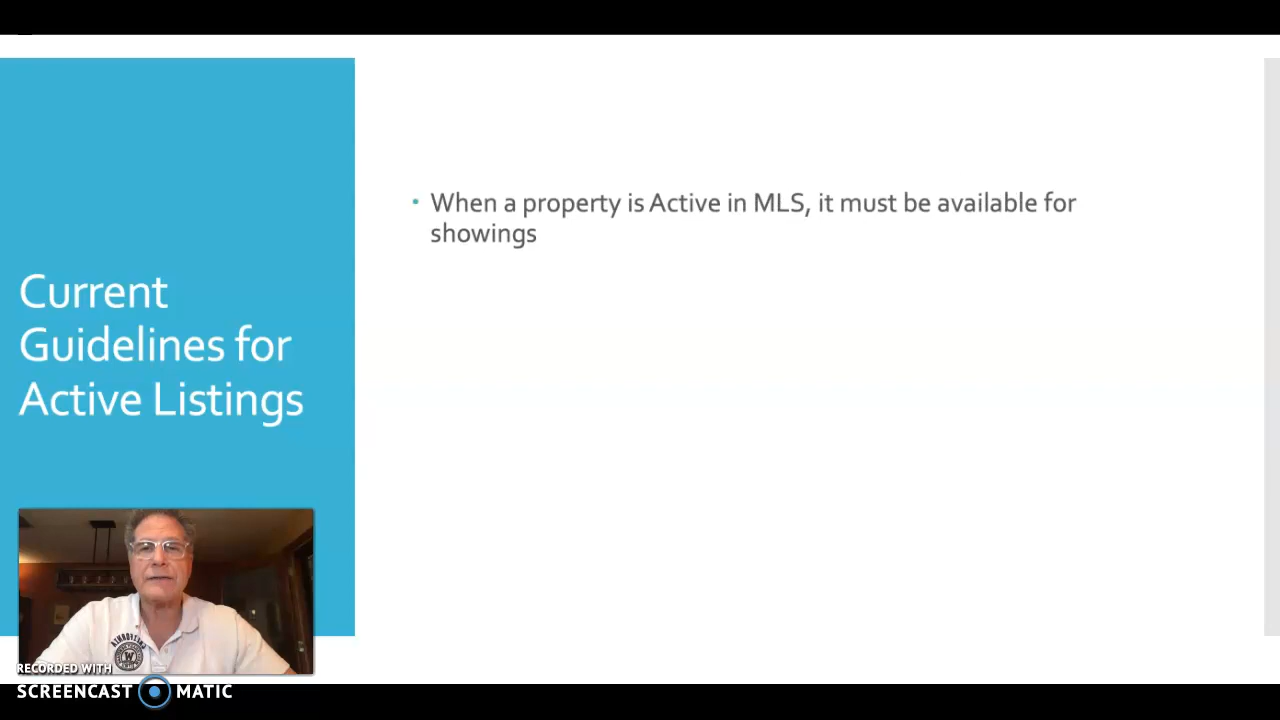 Current
Guidelines for
Active Listings
• When a property is Active in MLS, it must be available for
showings
RECORDED WITH
SCREENCAST MATIC